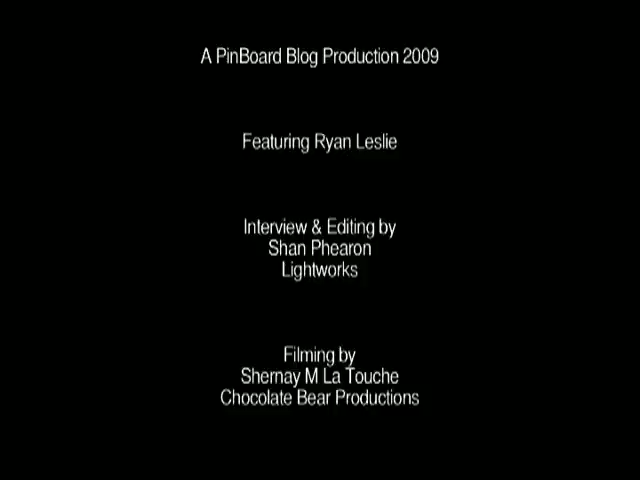 A PinBoard Blog Production 2009
Featuring Ryan Leslie
Interview & Editing by
Shan Phearon
Lightworks
Filming by
Shernay M La Touche
Chocolate Bear Productions